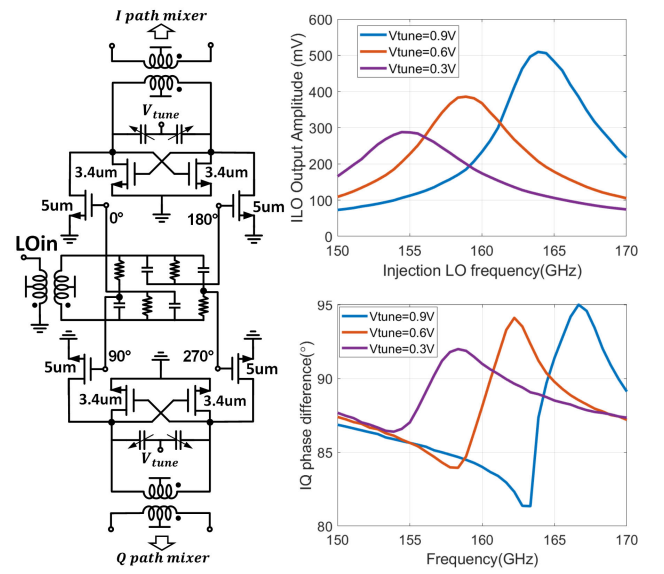 I path mixer
Vtune
3.4um
3.4um
5um
0°
180°
5um
LOin
90°
270°
5um
5um
3.4um
3.4um
Vtune
Q path mixer
600
500
400
300
200
100
0
ILO Output Amplitude (mV)
Vtune=0.9V
Vtune=0.6V
Vtune=0.3V
150
155
160
165
170
Injection LO frequency(GHz)
95
90
85
80
IQ phase difference(°)
Vtune=0.9V
Vtune=0.6V
Vtune=0.3V
150
155
160
165
170
Frequency(GHz)